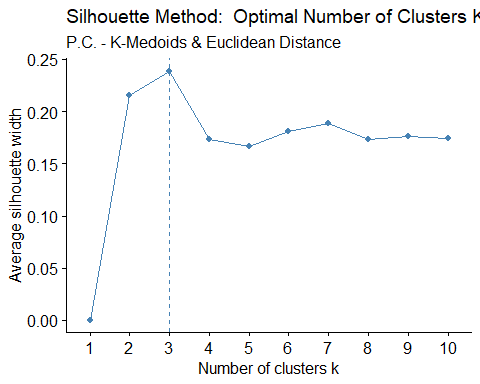 Silhouette Method:  Optimal Number of Clusters K
P.C. - K-Medoids & Euclidean Distance
Average silhouette width
0.25
0.20
0.15
0.10
0.05
0.00
1 2 3 4 5 6 7 8 9 10
Number of clusters k